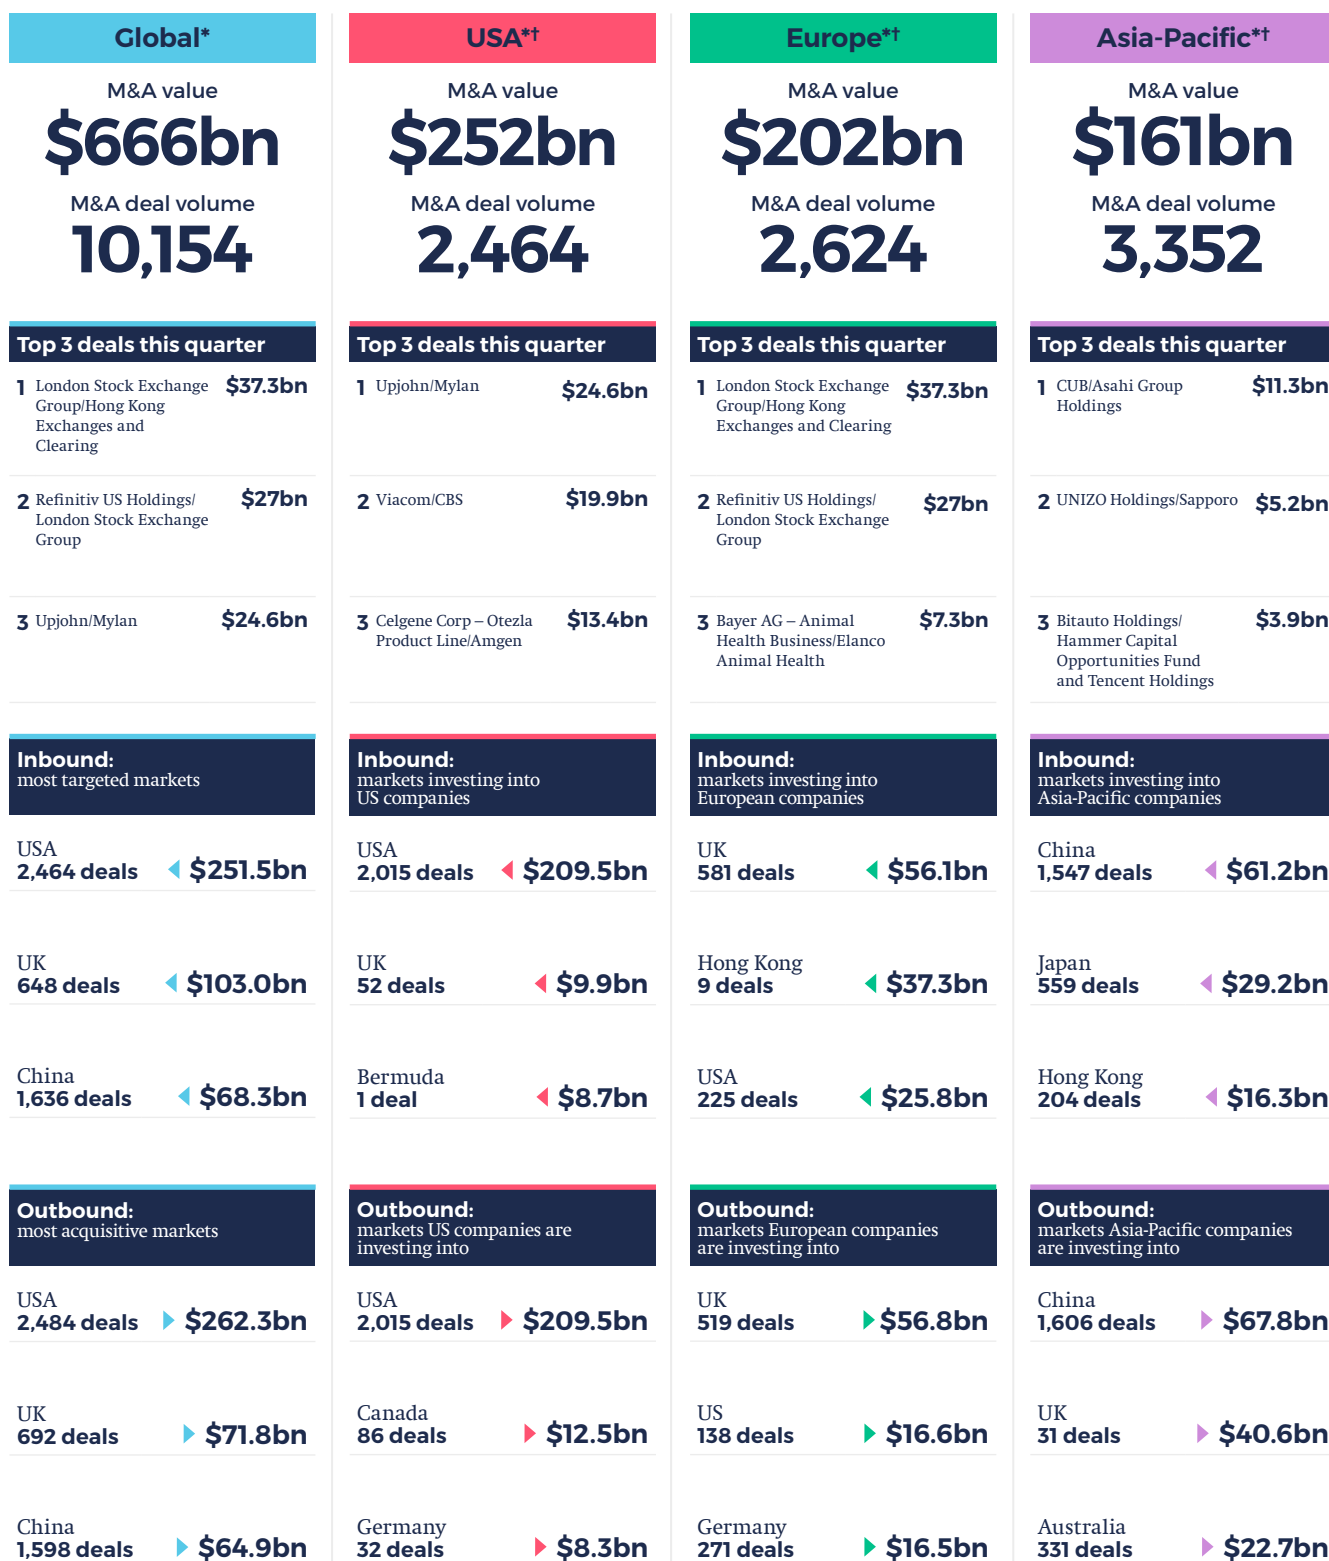 Global*
M&A value
$666bn
M&A deal volume
10,154
Top 3 deals this quarter
1 London Stock Exchange $37.3bn
Group/Hong Kong
Exchanges and
Clearing
2 Refinitiv US Holdings/ $27bn
London Stock Exchange
Group
3 Upjohn/Mylan $24.6bn
Inbound:
most targeted markets
USA
2,464 deals $251.5bn
UK
648 deals $103.0bn
China
1,636 deals $68.3bn
Outbound:
most acquisitive markets
USA
2,484 deals $262.3bn
UK
692 deals $71.8bn
China
1,598 deals $64.9bn
USA*†
M&A value
$252bn
M&A deal volume
2,464
Top 3 deals this quarter
1 Upjohn/Mylan $24.6bn
2 Viacom/CBS $19.9bn
3 Celgene Corp – Otezla $13.4bn
Product Line/Amgen
Inbound:
markets investing into
US companies
USA
2,015 deals $209.5bn
UK
52 deals $9.9bn
Bermuda
1 deal $8.7bn
Outbound:
markets US companies are
investing into
USA
2,015 deals $209.5bn
Canada
86 deals $12.5bn
Germany
32 deals $8.3bn
Europe*†
M&A value
$202bn
M&A deal volume
2,624
Top 3 deals this quarter
1 London Stock Exchange $37.3bn
Group/Hong Kong
Exchanges and Clearing
2 Refinitiv US Holdings/ $27bn
London Stock Exchange
Group
3 Bayer AG – Animal $7.3bn
Health Business/Elanco
Animal Health
Inbound:
markets investing into
European companies
UK
581 deals $56.1bn
Hong Kong
9 deals $37.3bn
USA
225 deals $25.8bn
Outbound:
markets European companies
are investing into
UK
519 deals $56.8bn
US
138 deals $16.6bn
Germany
271 deals $16.5bn
Asia-Pacific*†
M&A value
$161bn
M&A deal volume
3,352
Top 3 deals this quarter
1 CUB/Asahi Group $11.3bn
Holdings
2 UNIZO Holdings/Sapporo $5.2bn
3 Bitauto Holdings/ $3.9bn
Hammer Capital
Opportunities Fund
and Tencent Holdings
Inbound:
markets investing into
Asia-Pacific companies
China
1,547 deals $61.2bn
Japan
559 deals $29.2bn
Hong Kong
204 deals $16.3bn
Outbound:
markets Asia-Pacific companies
are investing into
China
1,606 deals $67.8bn
UK
31 deals $40.6bn
Australia
331 deals $22.7bn